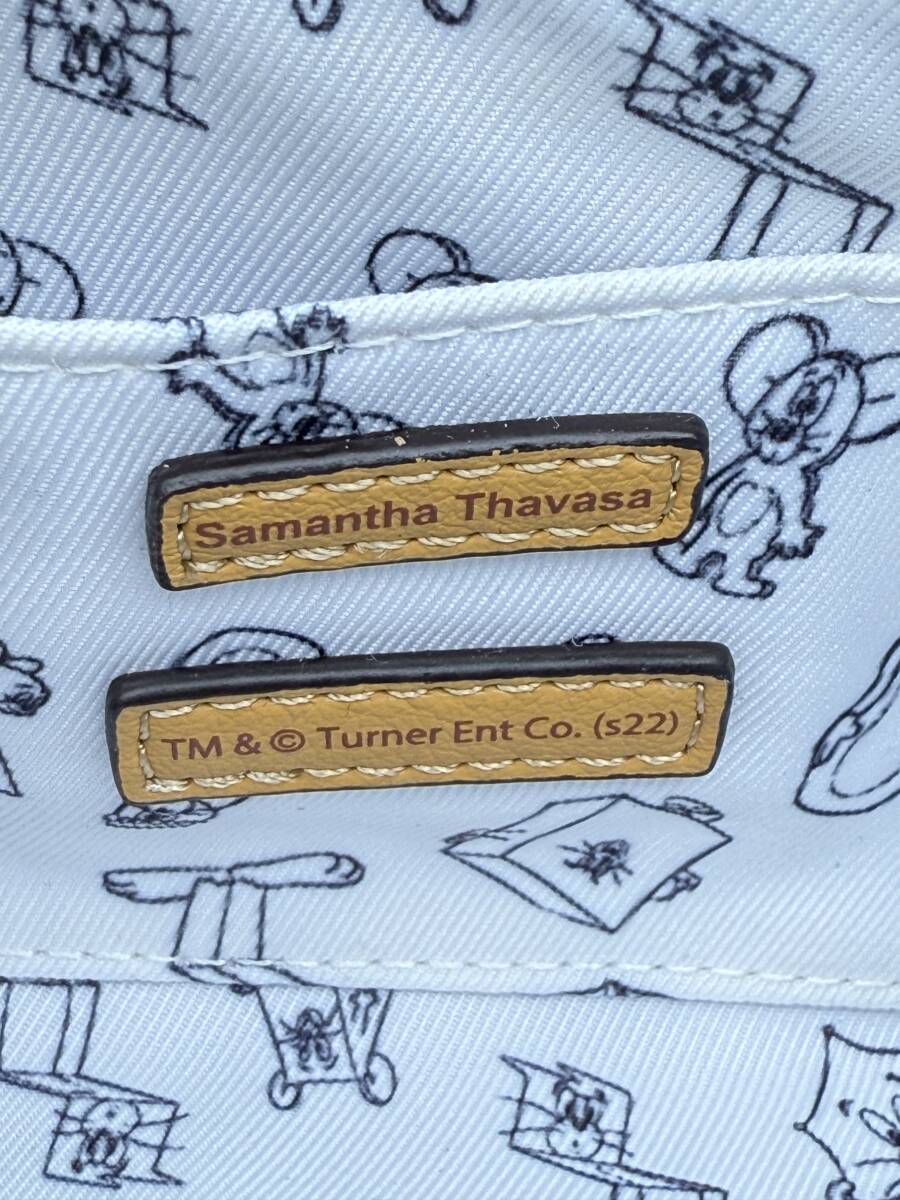 Samantha Thavasa
TM & © Turner Ent Co. (s22)